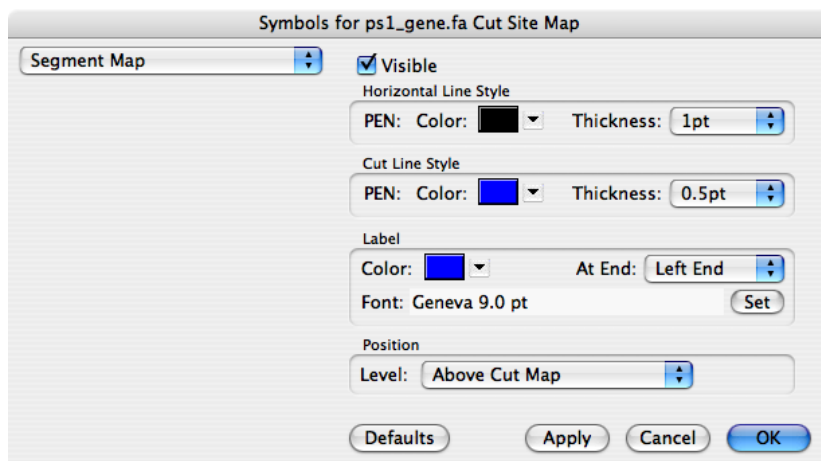 Symbols for ps1_gene.fa Cut Site Map
Segment Map
Visible
Horizontal Line Style
PEN: Color: Thickness: 1pt
Cut Line Style
PEN: Color: Thickness: 0.5pt
Label
Color: At End: Left End
Font: Geneva 9.0 pt Set
Position
Level: Above Cut Map
Defaults Apply Cancel OK